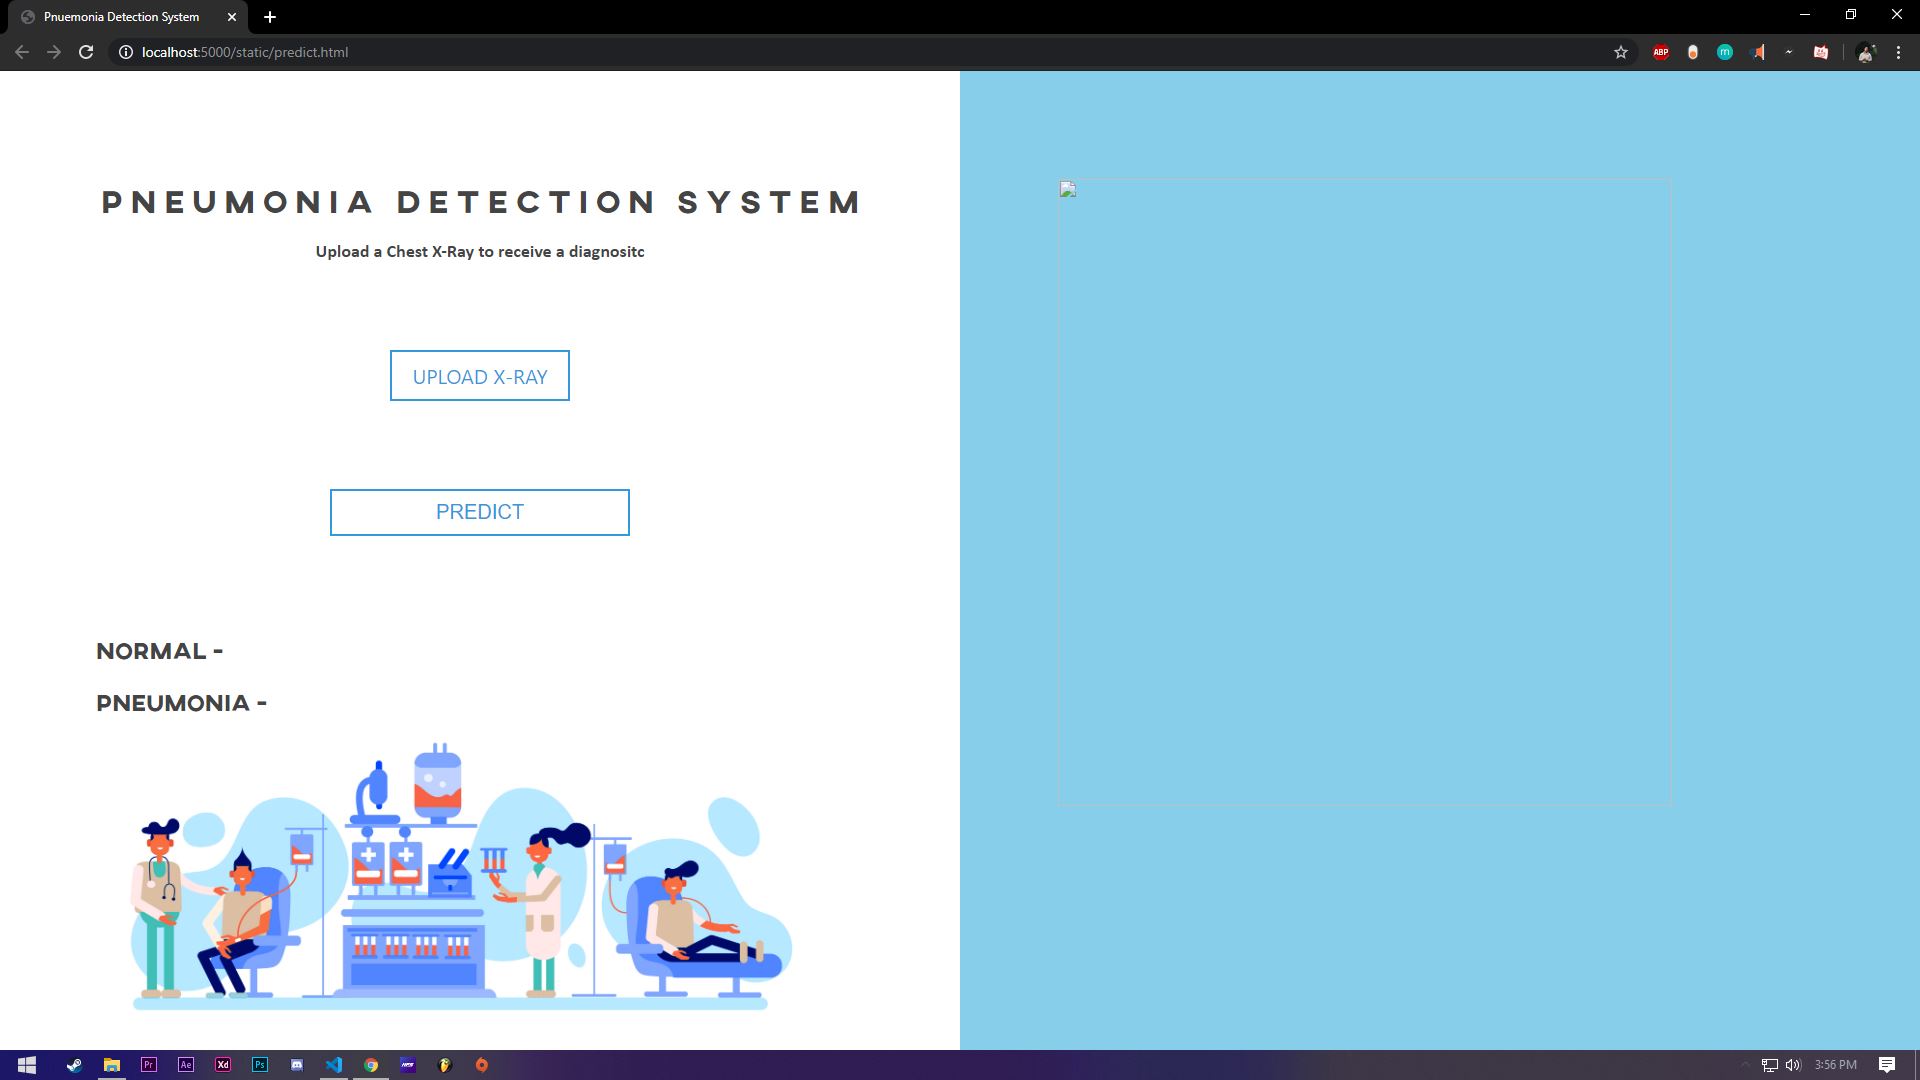 Pnuemonia Detection System
localhost:5000/static/predict.html
ABP
m
PNEUMONIA DETECTION SYSTEM
Upload a Chest X-Ray to receive a diagnositc
UPLOAD X-RAY
PREDICT
NORMAL -
PNEUMONIA -
Pr Ae Xd Ps
3:56 PM